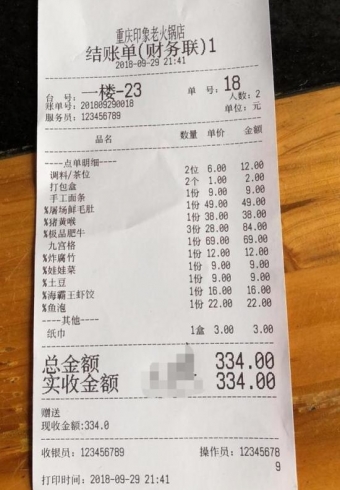 重庆印象老火锅店
结账单(财务联)1
2018-09-29 21:41
台 号: 一楼-23 单 号: 18
账单号: 201809290018 人数: 2
服务员: 123456789 单位: 元
品名 数量 单价 金额
----点单明细----
调料/茶位 2位 6.00 12.00
打包盒 2个 1.00 2.00
手工面条 1份 9.00 9.00
%屠场鲜毛肚 1份 49.00 49.00
%猪黄喉 1份 38.00 38.00
%极品肥牛 3份 28.00 84.00
九宫格 1份 69.00 69.00
%炸腐竹 1份 12.00 12.00
%娃娃菜 1份 9.00 9.00
%土豆 1份 9.00 9.00
%海霸王虾饺 1份 16.00 16.00
%鱼泡 1份 22.00 22.00
----其他----
纸巾 1盒 3.00 3.00
总金额 334.00
实收金额 334.00
赠送
现收金额:334.0
收银员: 123456789 操作员: 12345678
9
打印时间: 2018-09-29 21:41